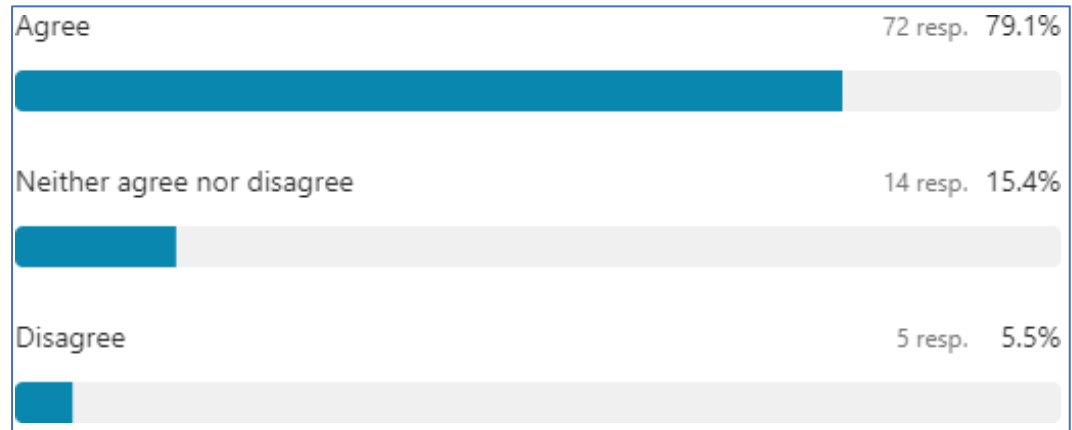 Agree 72 resp. 79.1%
Neither agree nor disagree 14 resp. 15.4%
Disagree 5 resp. 5.5%